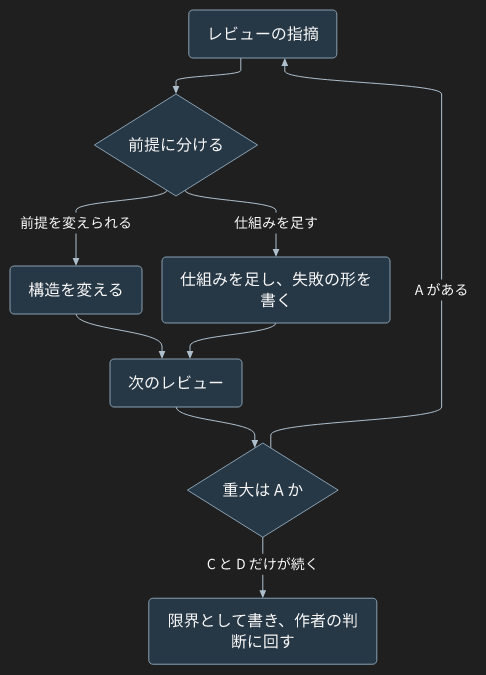 レビューの指摘
前提に分ける
前提を変えられる
仕組みを足す
構造を変える
仕組みを足し、失敗の形を
書く
A がある
次のレビュー
重大は A か
C と D だけが続く
限界として書き、作者の判
断に回す